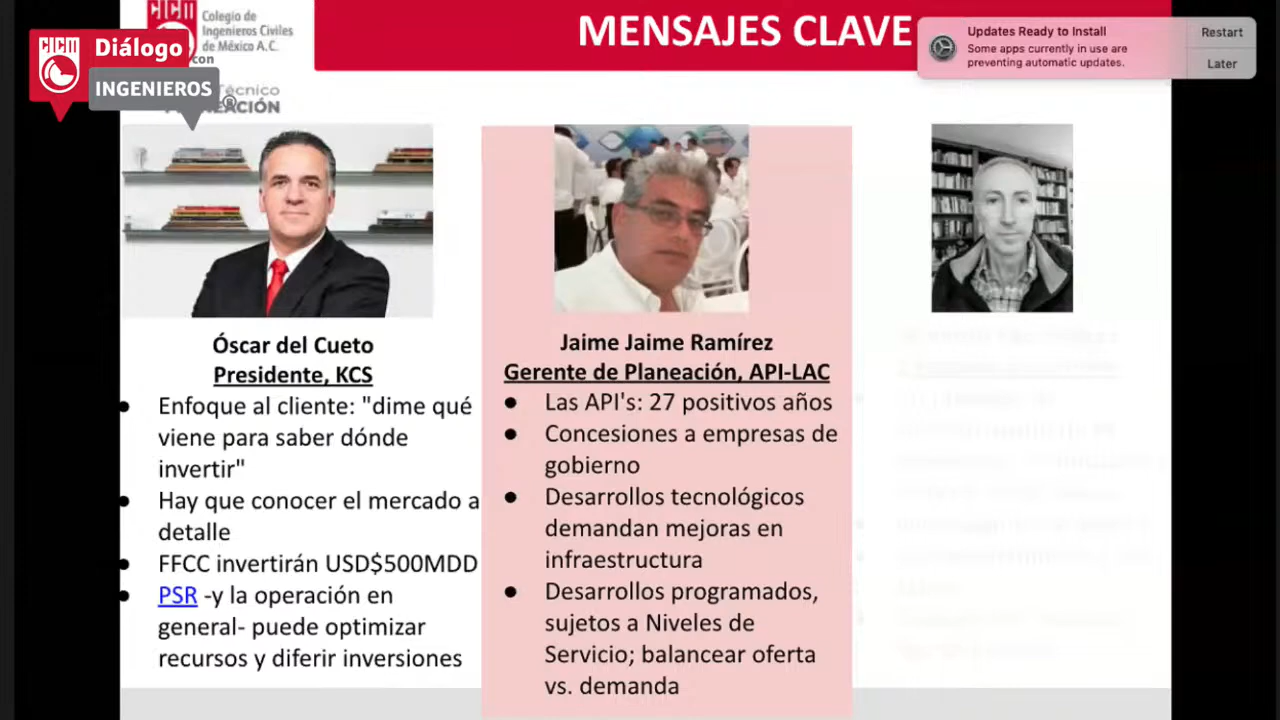 CICM
Colegio de
Ingenieros Civiles
de México A.C.
con
CICM
Diálogo
INGENIEROS
Técnico
®
MENSAJES CLAVE
Updates Ready to Install
Some apps currently in use are
preventing automatic updates.
Restart
Later
Óscar del Cueto
Presidente, KCS
● Enfoque al cliente: "dime qué
viene para saber dónde
invertir"
● Hay que conocer el mercado a
detalle
● FFCC invertirán USD$500MDD
● PSR -y la operación en
general- puede optimizar
recursos y diferir inversiones
Jaime Jaime Ramírez
Gerente de Planeación, API-LAC
● Las API's: 27 positivos años
● Concesiones a empresas de
gobierno
● Desarrollos tecnológicos
demandan mejoras en
infraestructura
● Desarrollos programados,
sujetos a Niveles de
Servicio; balancear oferta
vs. demanda